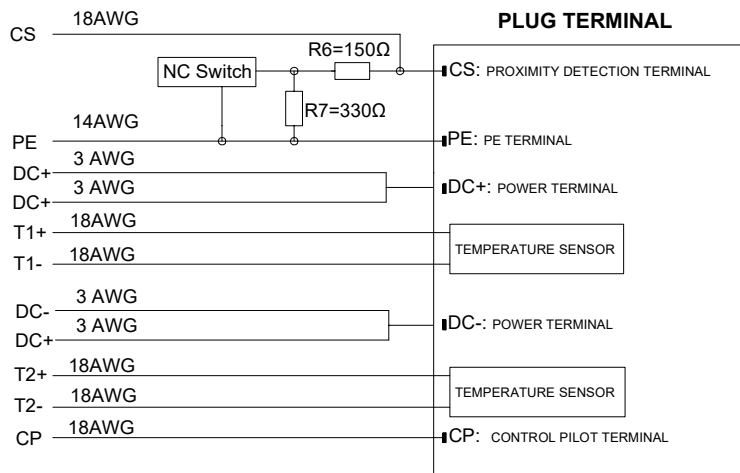 PLUG TERMINAL
18AWG
CS
R6=150Ω
NC Switch
CS: PROXIMITY DETECTION TERMINAL
R7=330Ω
14AWG
PE
PE: PE TERMINAL
3 AWG
DC+
3 AWG
DC+
DC+: POWER TERMINAL
18AWG
T1+
TEMPERATURE SENSOR
18AWG
T1-
3 AWG
DC-
3 AWG
DC+
DC-: POWER TERMINAL
18AWG
T2+
TEMPERATURE SENSOR
18AWG
T2-
18AWG
CP
CP: CONTROL PILOT TERMINAL